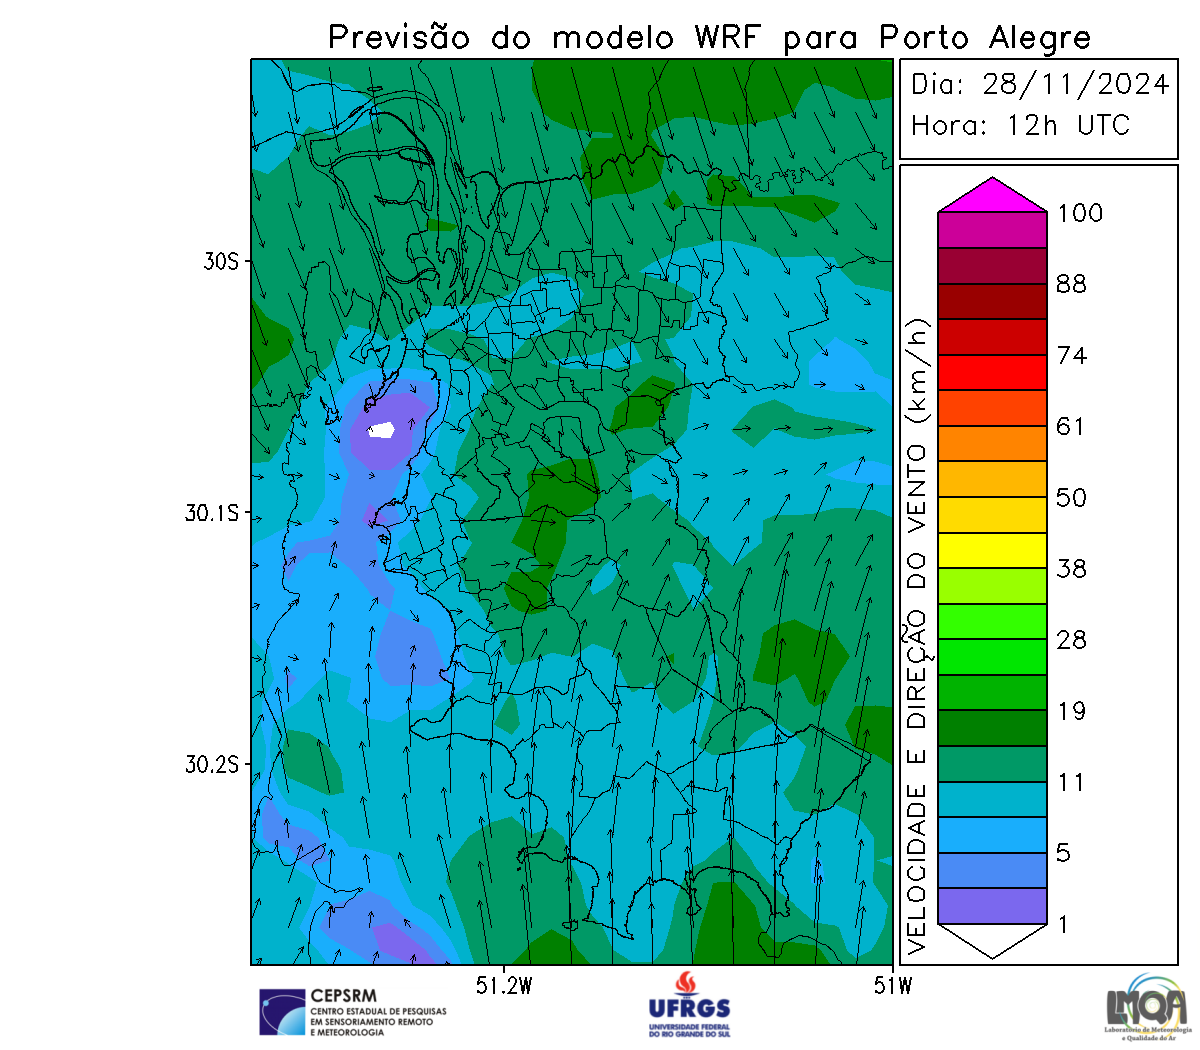 Previsão do modelo WRF para Porto Alegre
Dia: 28/11/2024
Hora: 12h UTC
VELOCIDADE E DIREÇÃO DO VENTO (km/h)
100
88
74
61
50
38
28
19
11
5
1
30S
30.1S
30.2S
51.2W
51W
CEPSRM
CENTRO ESTADUAL DE PESQUISAS
EM SENSORIAMENTO REMOTO
E METEOROLOGIA
UFRGS
UNIVERSIDADE FEDERAL
DO RIO GRANDE DO SUL
LMQA
Laboratório de Meteorologia
e Qualidade do Ar